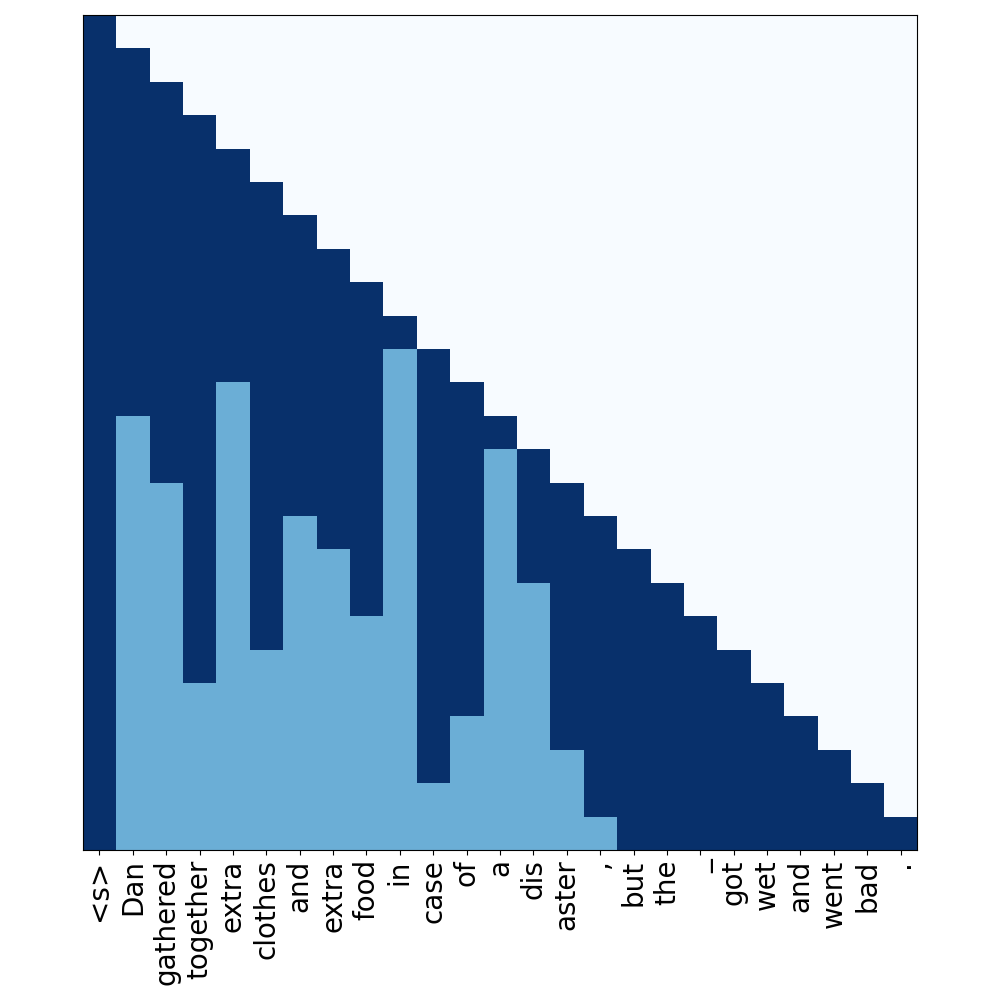 <s>
Dan
gathered
together
extra
clothes
and
extra
food
in
case
of
a
dis
aster
,
but
the
_
got
wet
and
went
bad
.